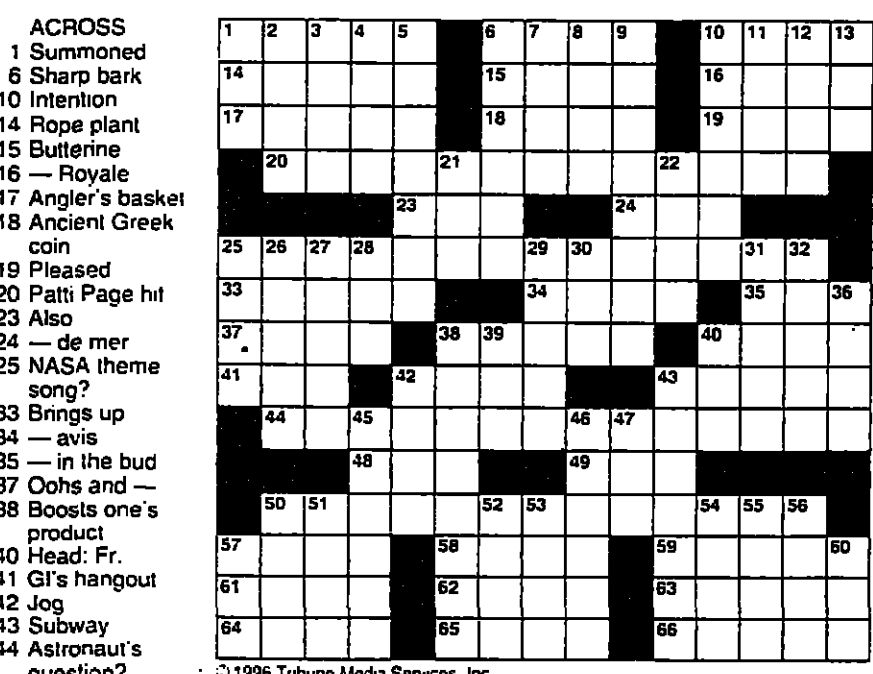 ACROSS
1 Summoned
6 Sharp bark
10 Intention
14 Rope plant
15 Butterine
16 — Royale
17 Angler's basket
18 Ancient Greek
coin
19 Pleased
20 Patti Page hit
23 Also
24 — de mer
25 NASA theme
song?
33 Brings up
34 — avis
35 — in the bud
37 Oohs and —
38 Boosts one's
product
40 Head: Fr.
41 GI's hangout
42 Jog
43 Subway
44 Astronaut's
question?
1 2 3 4 5 6 7 8 9 10 11 12 13
14 15 16
17 18 19
20 21 22
23 24
25 26 27 28 29 30 31 32
33 34 35 36
37 38 39 40
41 42 43
44 45 46 47
48 49
50 51 52 53 54 55 56
57 58 59 60
61 62 63
64 65 66
© 1996 Tribune Media Services, Inc.